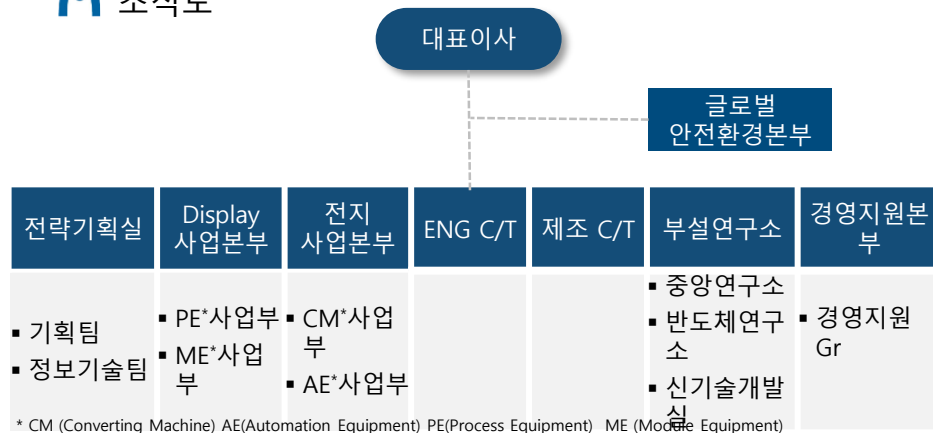 조직도
대표이사
글로벌
안전환경본부
전략기획실
Display
사업본부
전지
사업본부
ENG C/T
제조 C/T
부설연구소
경영지원본
부
▪ 기획팀
▪ 정보기술팀
▪ PE*사업부
▪ ME*사업
부
▪ CM*사업
부
▪ AE*사업부
▪ 중앙연구소
▪ 반도체연구
소
▪ 신기술개발
실
▪ 경영지원
Gr
* CM (Converting Machine) AE(Automation Equipment) PE(Process Equipment) ME (Module Equipment)